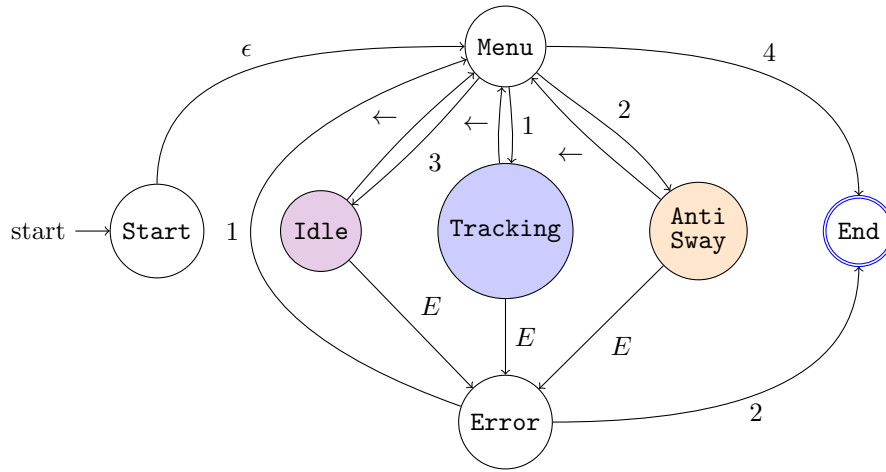 Menu
ϵ
4
←
←
1
2
←
3
start
Start
1
Idle
Tracking
Anti
Sway
End
E
E
E
Error
2